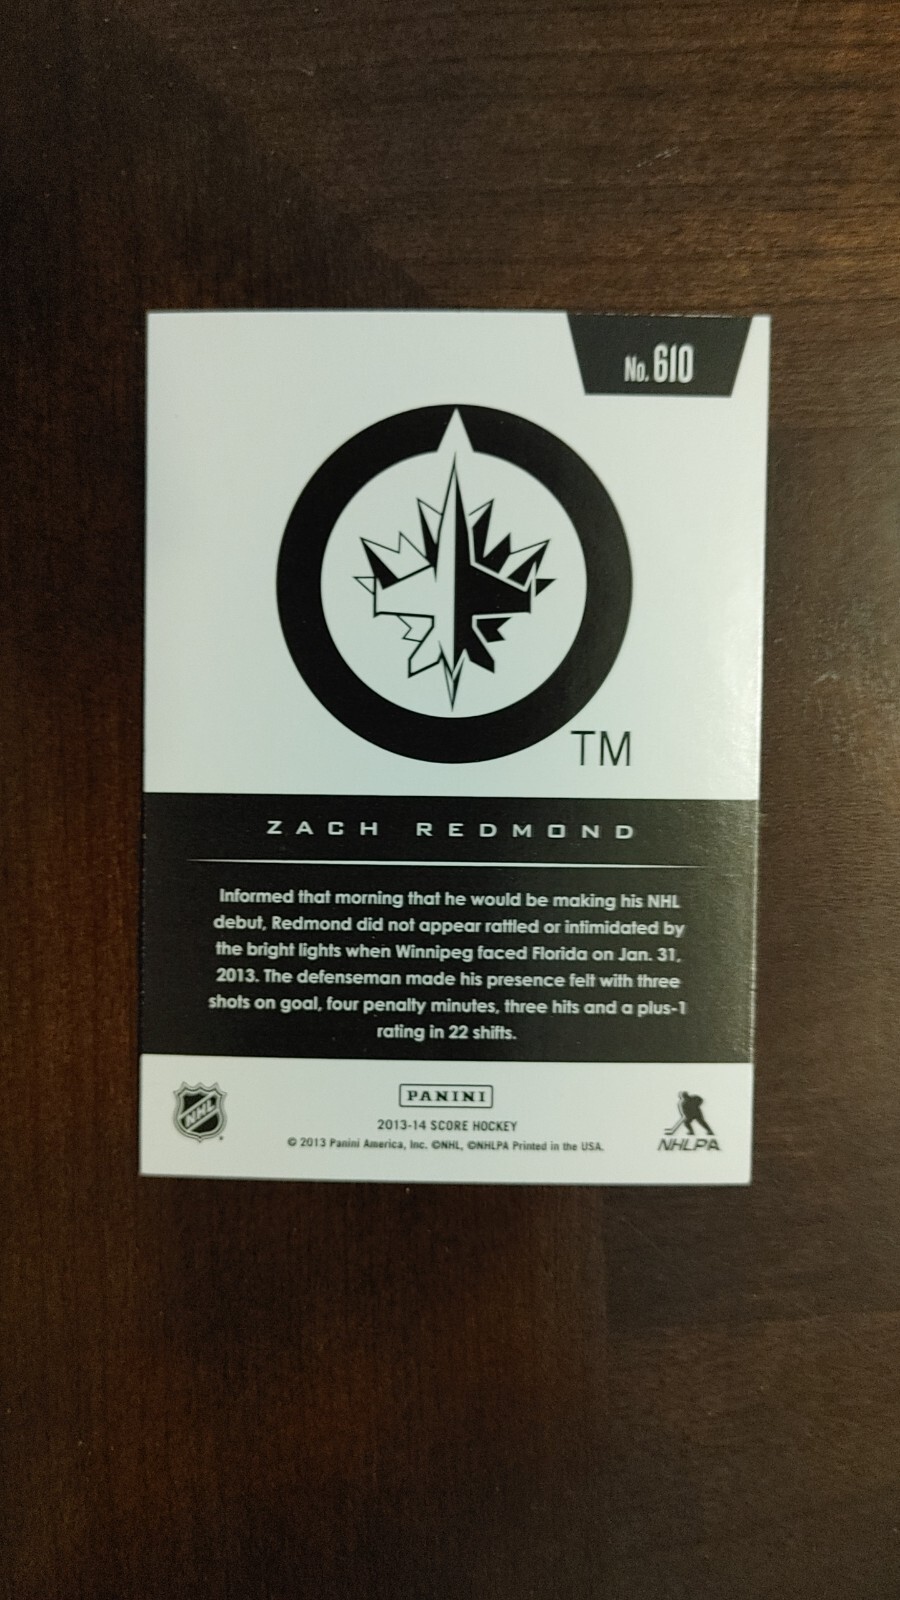 No. 610
TM
ZACH REDMOND
Informed that morning that he would be making his NHL
debut, Redmond did not appear rattled or intimidated by
the bright lights when Winnipeg faced Florida on Jan. 31,
2013. The defenseman made his presence felt with three
shots on goal, four penalty minutes, three hits and a plus-1
rating in 22 shifts.
NHL
PANINI
2013-14 SCORE HOCKEY
© 2013 Panini America, Inc. ©NHL, ©NHLPA Printed in the USA.
NHLPA